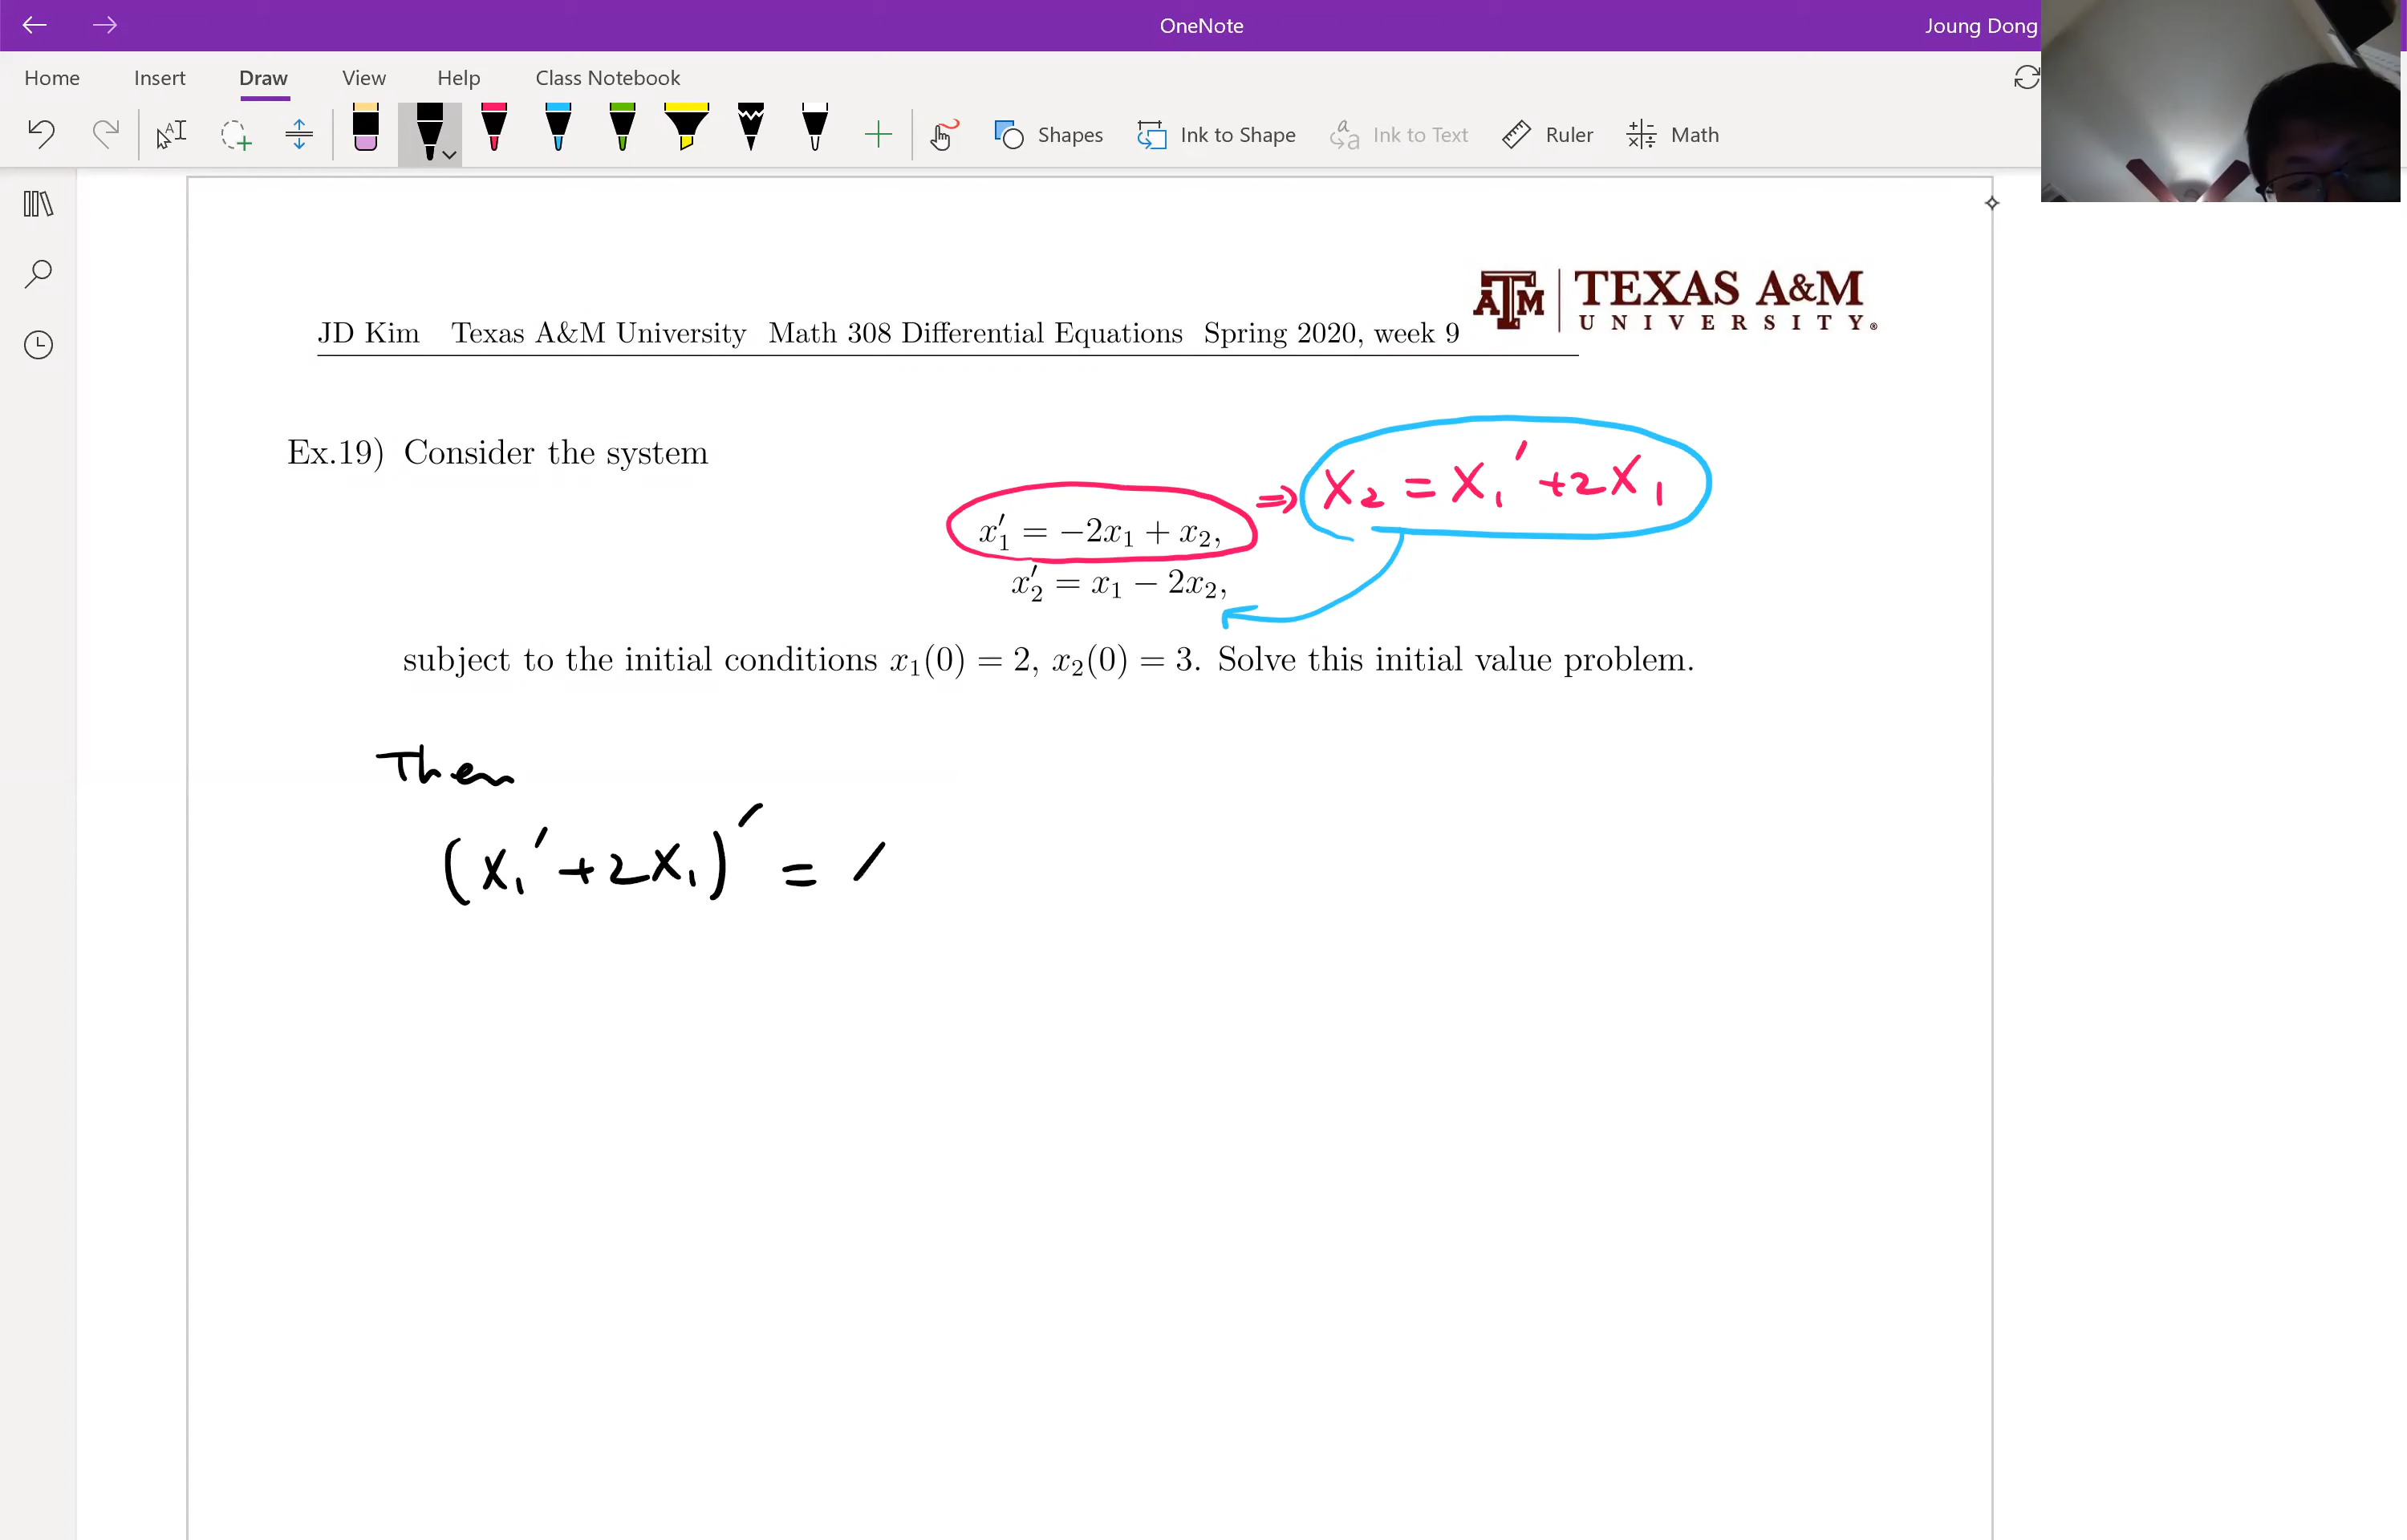 OneNote
Joung Dong
Home Insert Draw View Help Class Notebook
Shapes Ink to Shape Ink to Text Ruler Math
TEXAS A&M
UNIVERSITY®
JD Kim Texas A&M University Math 308 Differential Equations Spring 2020, week 9
Ex.19) Consider the system
x₁′ = −2x₁ + x₂, ⇒ x₂ = x₁′ + 2x₁
x₂′ = x₁ − 2x₂,
subject to the initial conditions x₁(0) = 2, x₂(0) = 3. Solve this initial value problem.
Then
(x₁′ + 2x₁)′ =